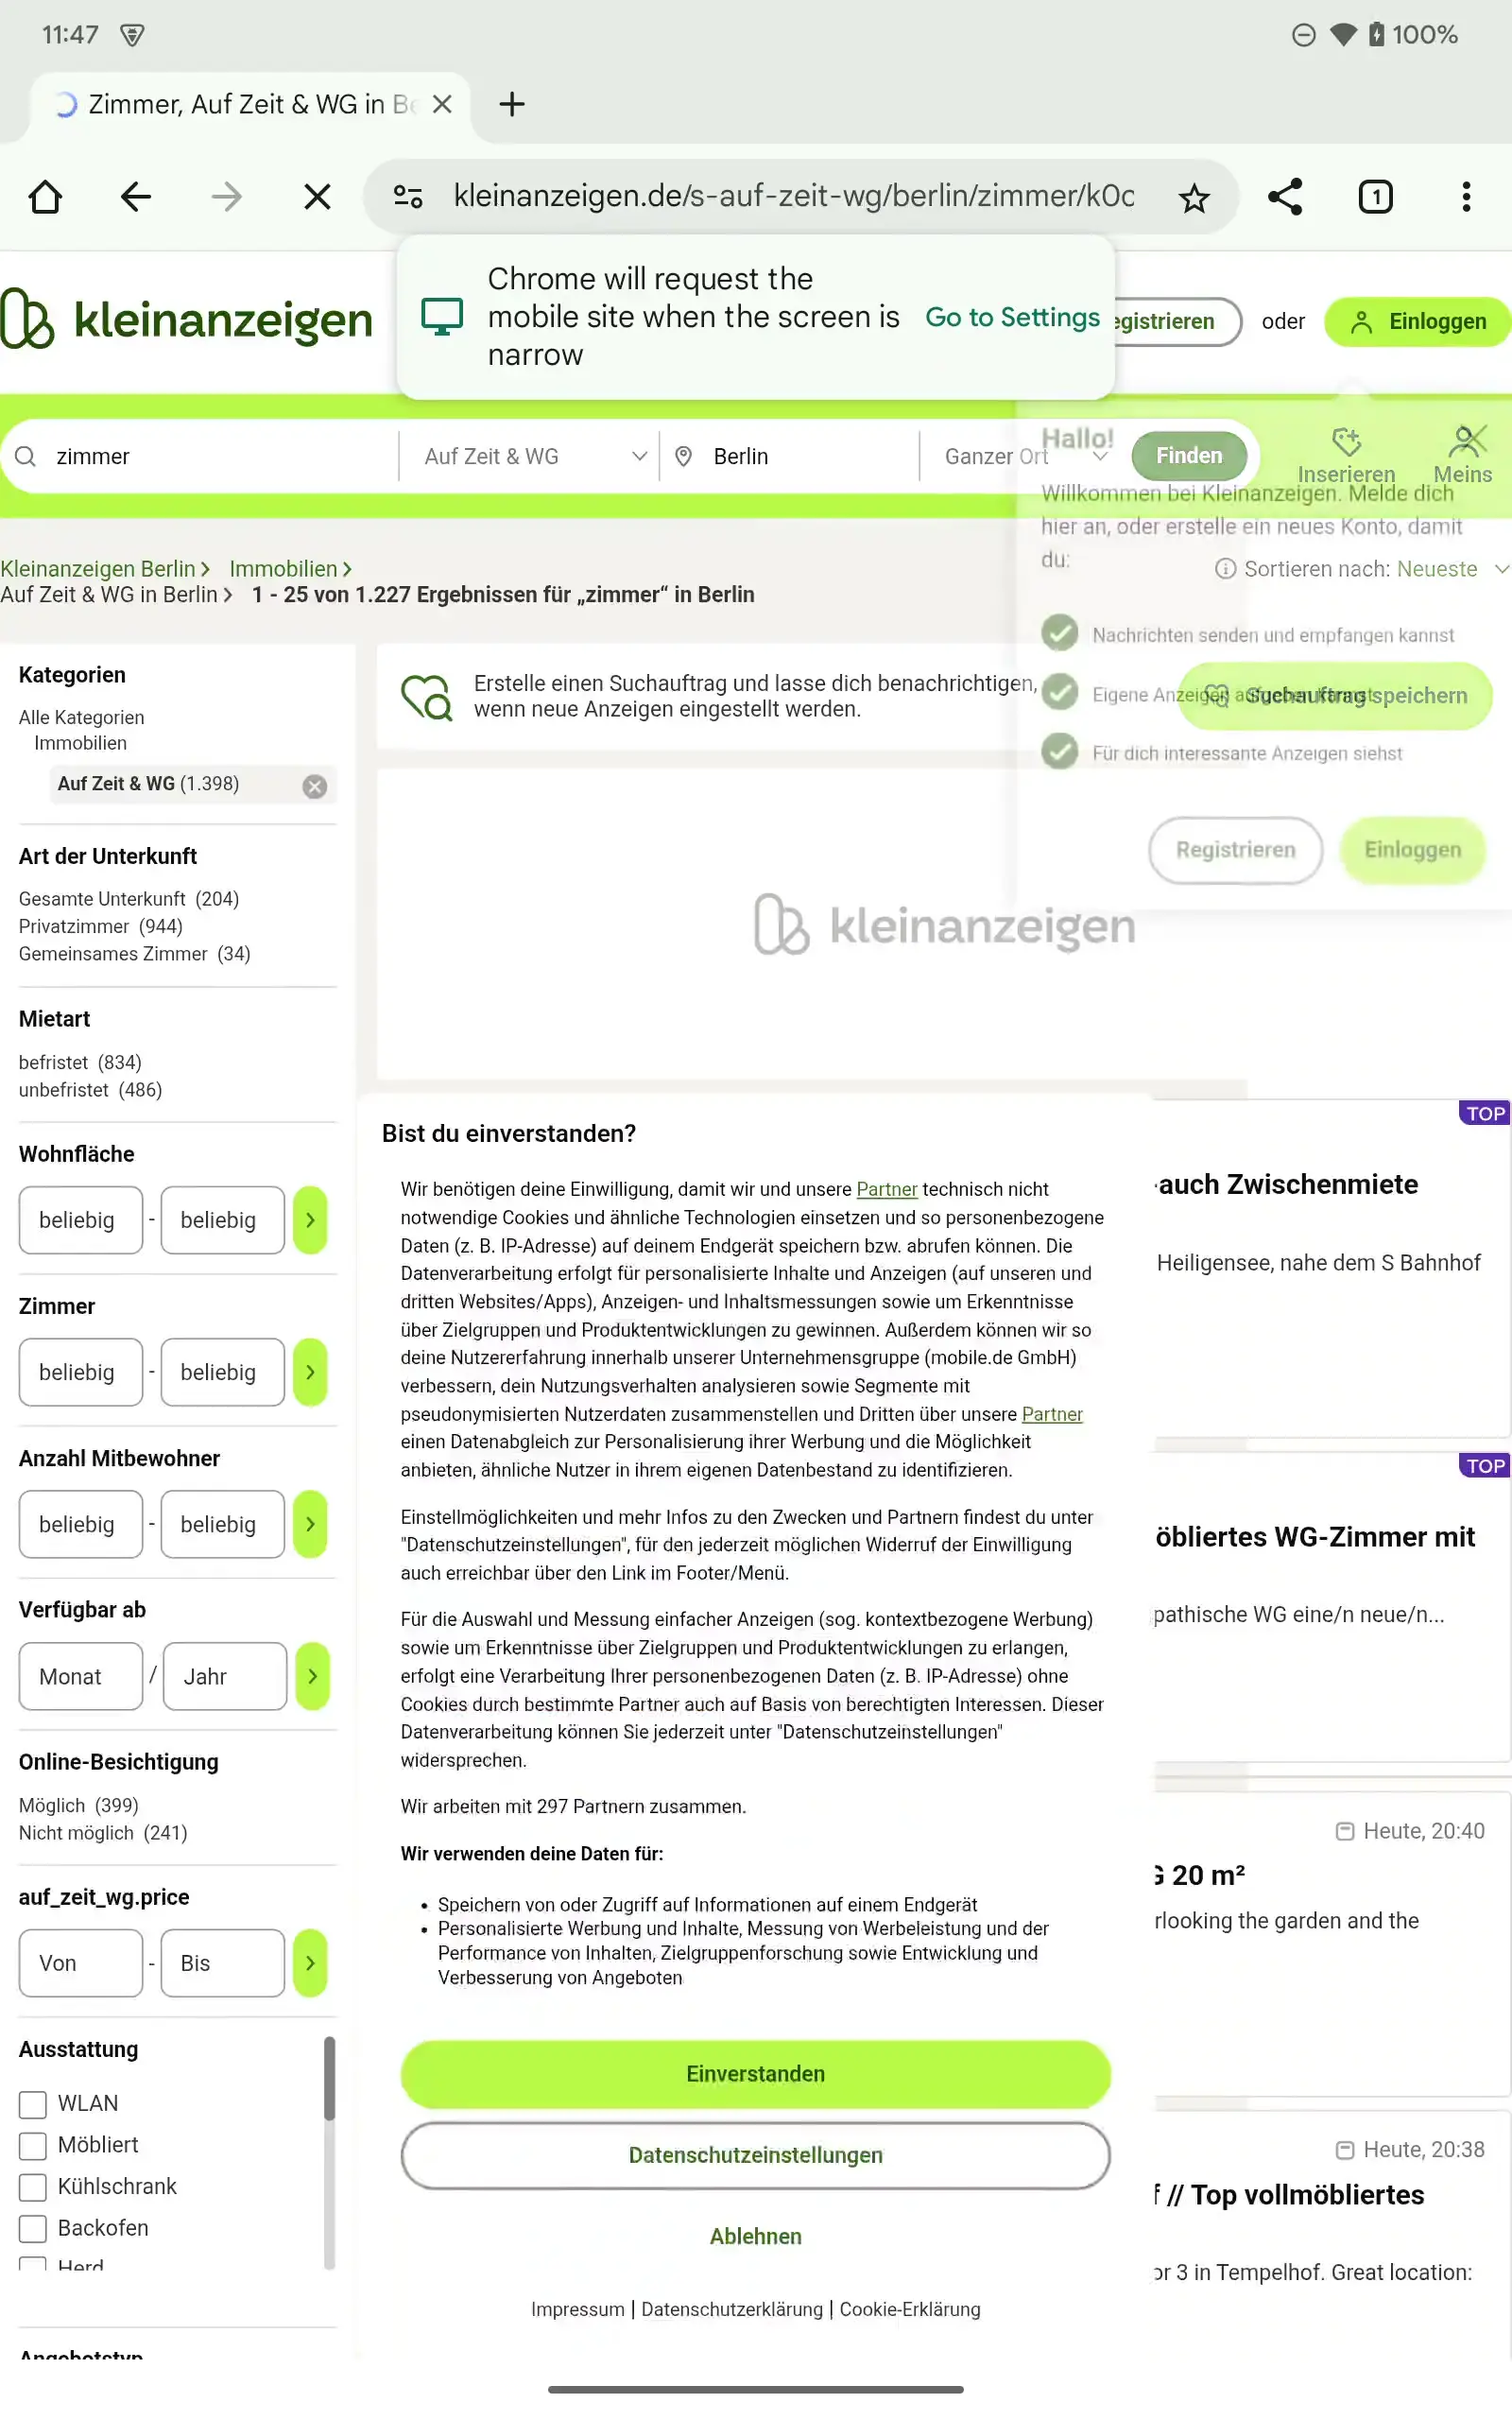 11:47
100%
Zimmer, Auf Zeit & WG in Be
kleinanzeigen.de/s-auf-zeit-wg/berlin/zimmer/k0c
1
kleinanzeigen
Chrome will request the
mobile site when the screen is
narrow
Go to Settings
egistrieren
oder
Einloggen
zimmer
Auf Zeit & WG
Berlin
Ganzer Ort
Finden
Inserieren
Meins
Hallo!
Willkommen bei Kleinanzeigen. Melde dich
hier an, oder erstelle ein neues Konto, damit
du:
Nachrichten senden und empfangen kannst
Eigene Anzeigen aufgeben kannst
Für dich interessante Anzeigen siehst
Registrieren
Einloggen
Kleinanzeigen Berlin
Immobilien
Auf Zeit & WG in Berlin
1 - 25 von 1.227 Ergebnissen für „zimmer“ in Berlin
Sortieren nach: Neueste
Erstelle einen Suchauftrag und lasse dich benachrichtigen,
wenn neue Anzeigen eingestellt werden.
Suchauftrag speichern
kleinanzeigen
Kategorien
Alle Kategorien
Immobilien
Auf Zeit & WG (1.398)
Art der Unterkunft
Gesamte Unterkunft (204)
Privatzimmer (944)
Gemeinsames Zimmer (34)
Mietart
befristet (834)
unbefristet (486)
Wohnfläche
beliebig - beliebig
Zimmer
beliebig - beliebig
Anzahl Mitbewohner
beliebig - beliebig
Verfügbar ab
Monat / Jahr
Online-Besichtigung
Möglich (399)
Nicht möglich (241)
auf_zeit_wg.price
Von - Bis
Ausstattung
WLAN
Möbliert
Kühlschrank
Backofen
Herd
Angebotstyp
Bist du einverstanden?
Wir benötigen deine Einwilligung, damit wir und unsere Partner technisch nicht
notwendige Cookies und ähnliche Technologien einsetzen und so personenbezogene
Daten (z. B. IP-Adresse) auf deinem Endgerät speichern bzw. abrufen können. Die
Datenverarbeitung erfolgt für personalisierte Inhalte und Anzeigen (auf unseren und
dritten Websites/Apps), Anzeigen- und Inhaltsmessungen sowie um Erkenntnisse
über Zielgruppen und Produktentwicklungen zu gewinnen. Außerdem können wir so
deine Nutzererfahrung innerhalb unserer Unternehmensgruppe (mobile.de GmbH)
verbessern, dein Nutzungsverhalten analysieren sowie Segmente mit
pseudonymisierten Nutzerdaten zusammenstellen und Dritten über unsere Partner
einen Datenabgleich zur Personalisierung ihrer Werbung und die Möglichkeit
anbieten, ähnliche Nutzer in ihrem eigenen Datenbestand zu identifizieren.
Einstellmöglichkeiten und mehr Infos zu den Zwecken und Partnern findest du unter
"Datenschutzeinstellungen", für den jederzeit möglichen Widerruf der Einwilligung
auch erreichbar über den Link im Footer/Menü.
Für die Auswahl und Messung einfacher Anzeigen (sog. kontextbezogene Werbung)
sowie um Erkenntnisse über Zielgruppen und Produktentwicklungen zu erlangen,
erfolgt eine Verarbeitung Ihrer personenbezogenen Daten (z. B. IP-Adresse) ohne
Cookies durch bestimmte Partner auch auf Basis von berechtigten Interessen. Dieser
Datenverarbeitung können Sie jederzeit unter "Datenschutzeinstellungen"
widersprechen.
Wir arbeiten mit 297 Partnern zusammen.
Wir verwenden deine Daten für:
• Speichern von oder Zugriff auf Informationen auf einem Endgerät
• Personalisierte Werbung und Inhalte, Messung von Werbeleistung und der
Performance von Inhalten, Zielgruppenforschung sowie Entwicklung und
Verbesserung von Angeboten
Einverstanden
Datenschutzeinstellungen
Ablehnen
Impressum | Datenschutzerklärung | Cookie-Erklärung
TOP
-auch Zwischenmiete
Heiligensee, nahe dem S Bahnhof
TOP
öbliertes WG-Zimmer mit
pathische WG eine/n neue/n...
Heute, 20:40
G 20 m²
rlooking the garden and the
Heute, 20:38
f // Top vollmöbliertes
or 3 in Tempelhof. Great location: